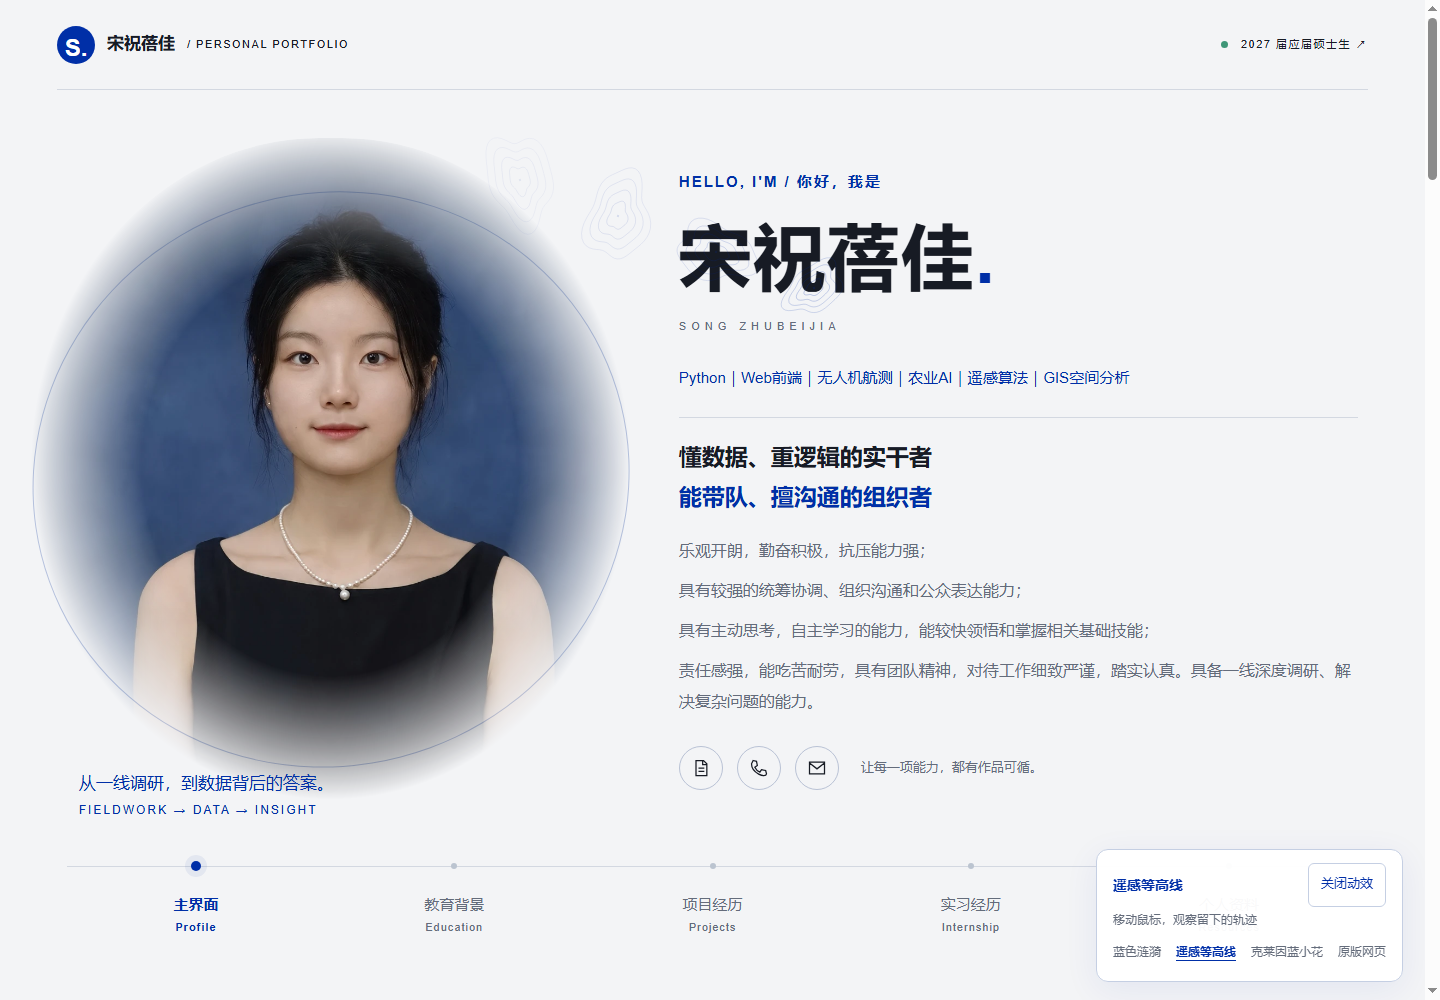 S. 宋祝蓓佳 / PERSONAL PORTFOLIO
2027 届应届硕士生 ↗
HELLO, I'M / 你好，我是
宋祝蓓佳.
SONG ZHUBEIJIA
Python｜Web前端｜无人机航测｜农业AI｜遥感算法｜GIS空间分析
懂数据、重逻辑的实干者
能带队、擅沟通的组织者
乐观开朗，勤奋积极，抗压能力强；
具有较强的统筹协调、组织沟通和公众表达能力；
具有主动思考，自主学习的能力，能较快领悟和掌握相关基础技能；
责任感强，能吃苦耐劳，具有团队精神，对待工作细致严谨，踏实认真。具备一线深度调研、解
决复杂问题的能力。
让每一项能力，都有作品可循。
从一线调研，到数据背后的答案。
FIELDWORK → DATA → INSIGHT
主界面
Profile
教育背景
Education
项目经历
Projects
实习经历
Internship
遥感等高线
关闭动效
移动鼠标，观察留下的轨迹
蓝色涟漪 遥感等高线 克莱因蓝小花 原版网页